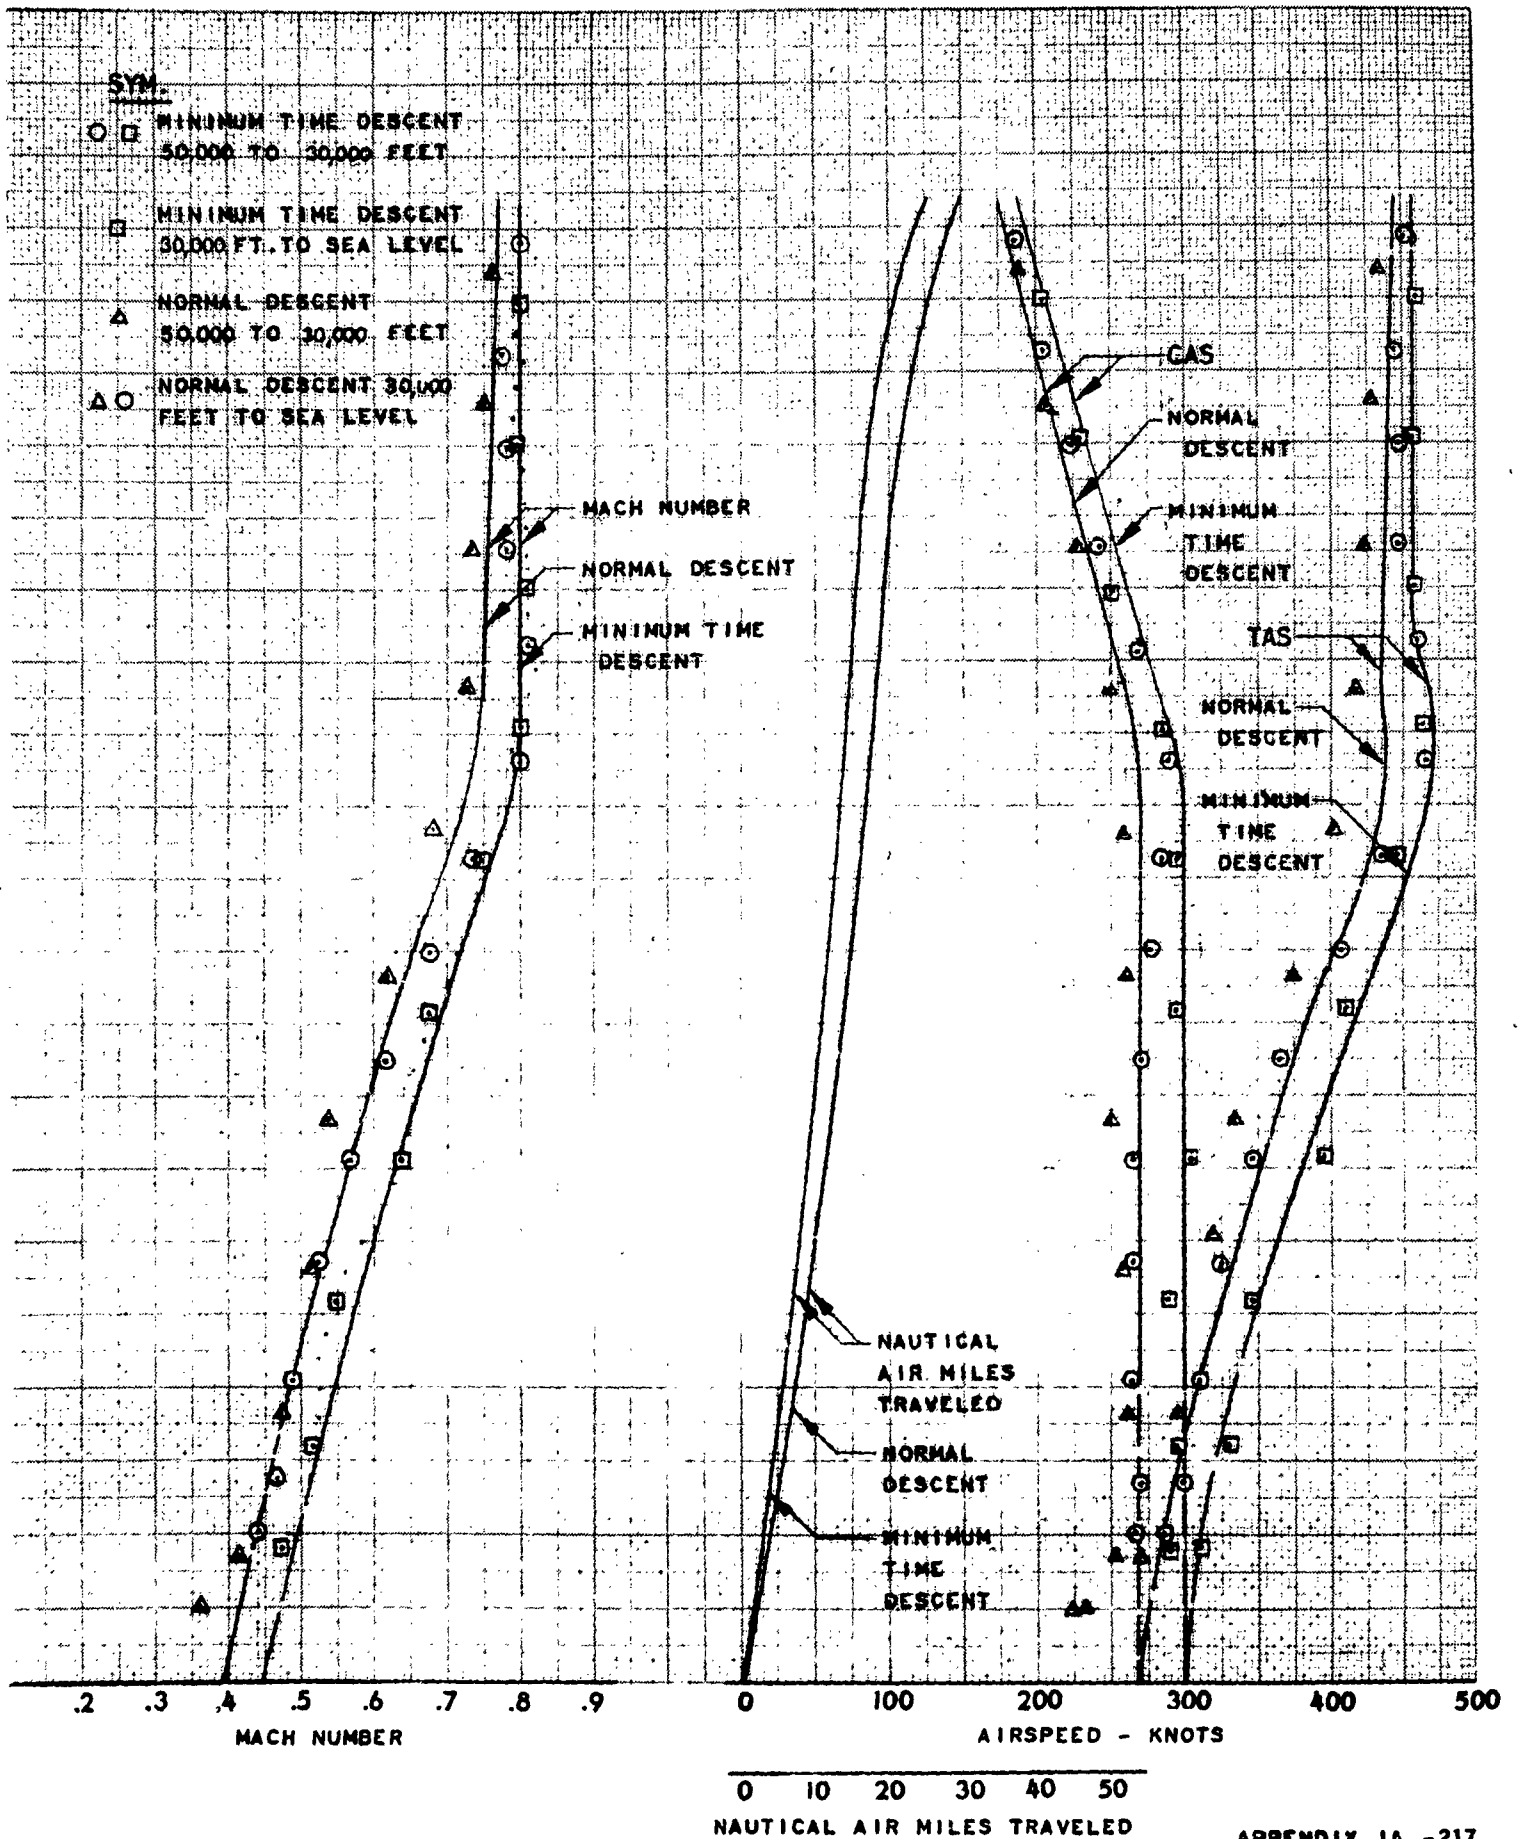 SYM.
MINIMUM TIME DESCENT
50,000 TO 30,000 FEET
MINIMUM TIME DESCENT
30,000 FT. TO SEA LEVEL
NORMAL DESCENT
50,000 TO 30,000 FEET
NORMAL DESCENT 30,000
FEET TO SEA LEVEL
MACH NUMBER
NORMAL DESCENT
MINIMUM TIME
DESCENT
CAS
NORMAL
DESCENT
MINIMUM
TIME
DESCENT
TAS
NORMAL
DESCENT
MINIMUM
TIME
DESCENT
NAUTICAL
AIR MILES
TRAVELED
NORMAL
DESCENT
MINIMUM
TIME
DESCENT
.2 .3 .4 .5 .6 .7 .8 .9
MACH NUMBER
0 100 200 300 400 500
AIRSPEED - KNOTS
0 10 20 30 40 50
NAUTICAL AIR MILES TRAVELED
APPENDIX IA -217